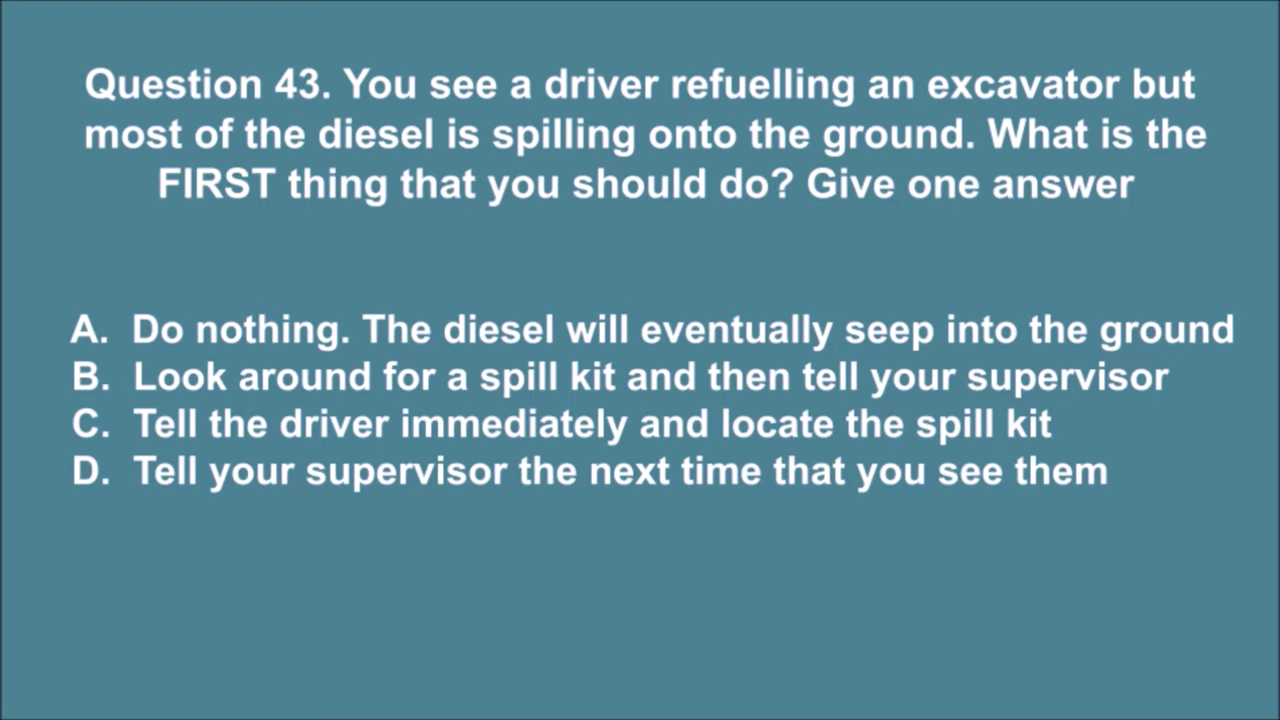 Question 43. You see a driver refuelling an excavator but
most of the diesel is spilling onto the ground. What is the
FIRST thing that you should do? Give one answer
A. Do nothing. The diesel will eventually seep into the ground
B. Look around for a spill kit and then tell your supervisor
C. Tell the driver immediately and locate the spill kit
D. Tell your supervisor the next time that you see them